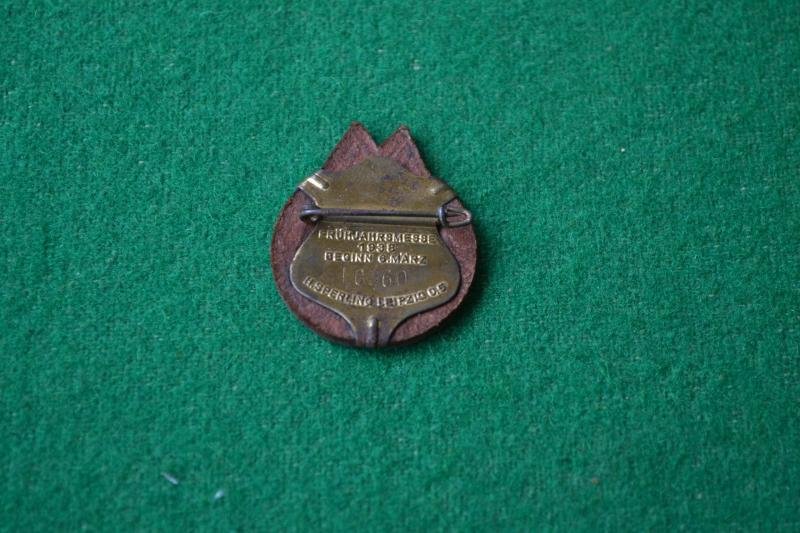 FRÜHJAHRSMESSE
1938
BEGINN 6.MÄRZ
H.SPERLING LEIPZIG O.5